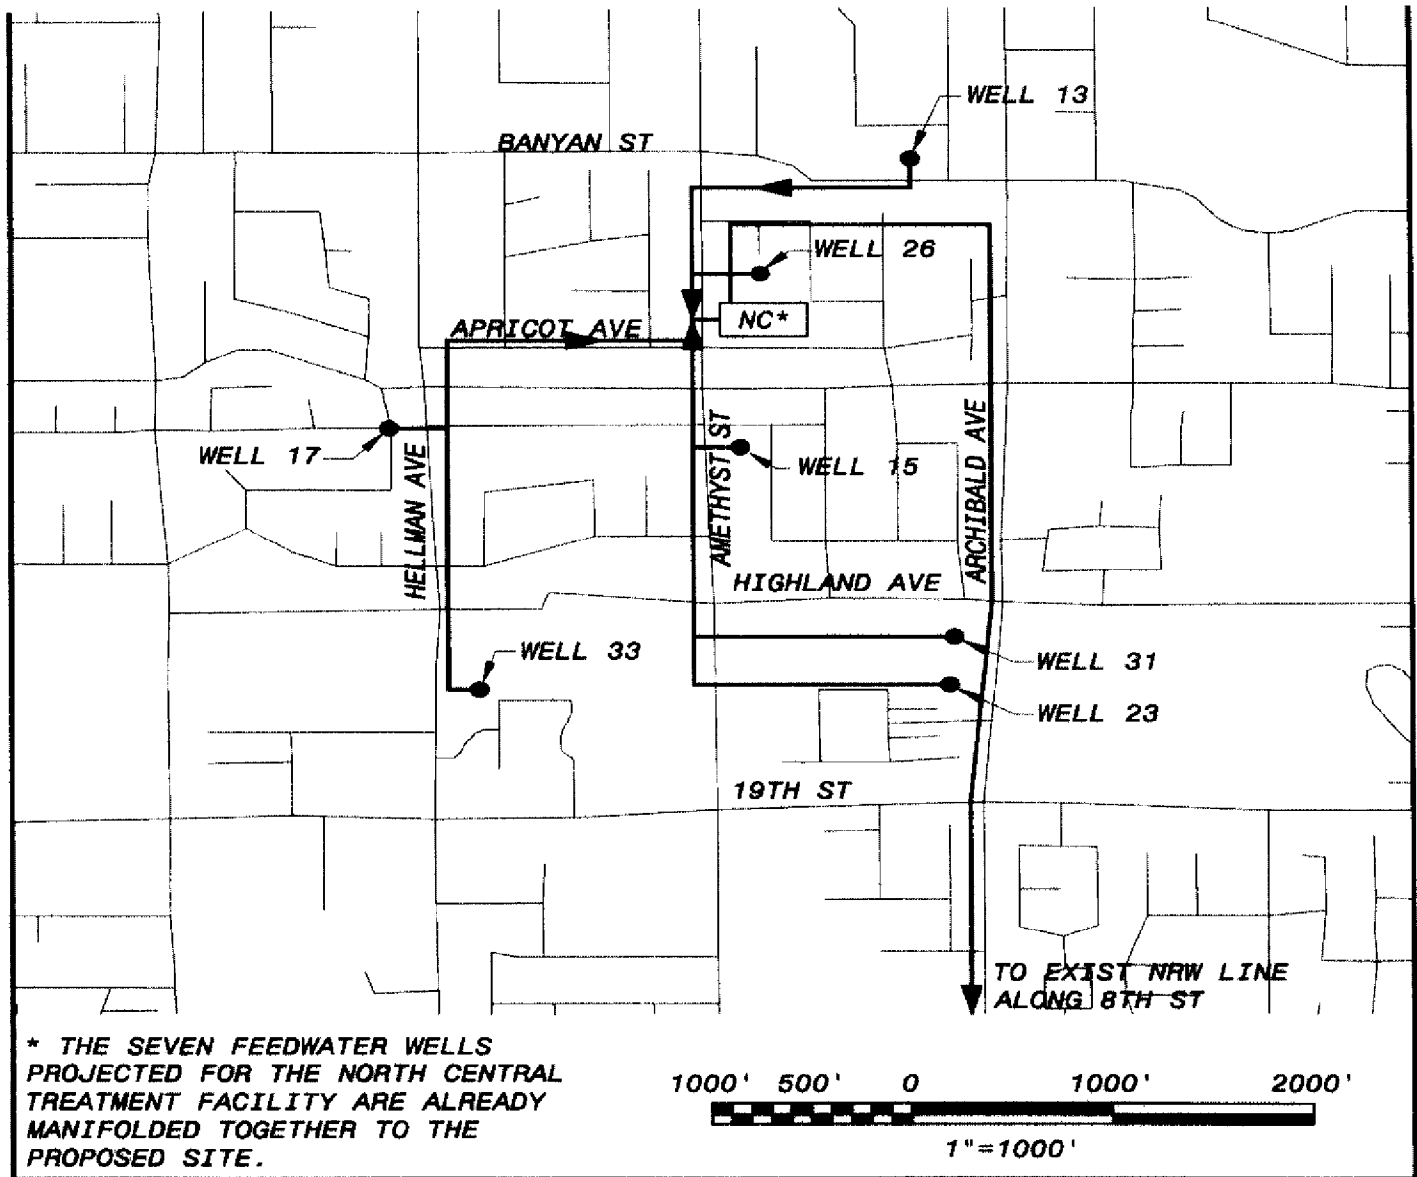 WELL 13
BANYAN ST
WELL 26
NC*
APRICOT AVE
WELL 17
HELLMAN AVE
AMETHYST ST
WELL 15
ARCHIBALD AVE
HIGHLAND AVE
WELL 33
WELL 31
WELL 23
19TH ST
TO EXIST NRW LINE
ALONG 8TH ST
* THE SEVEN FEEDWATER WELLS
PROJECTED FOR THE NORTH CENTRAL
TREATMENT FACILITY ARE ALREADY
MANIFOLDED TOGETHER TO THE
PROPOSED SITE.
1000' 500' 0 1000' 2000'
1"=1000'